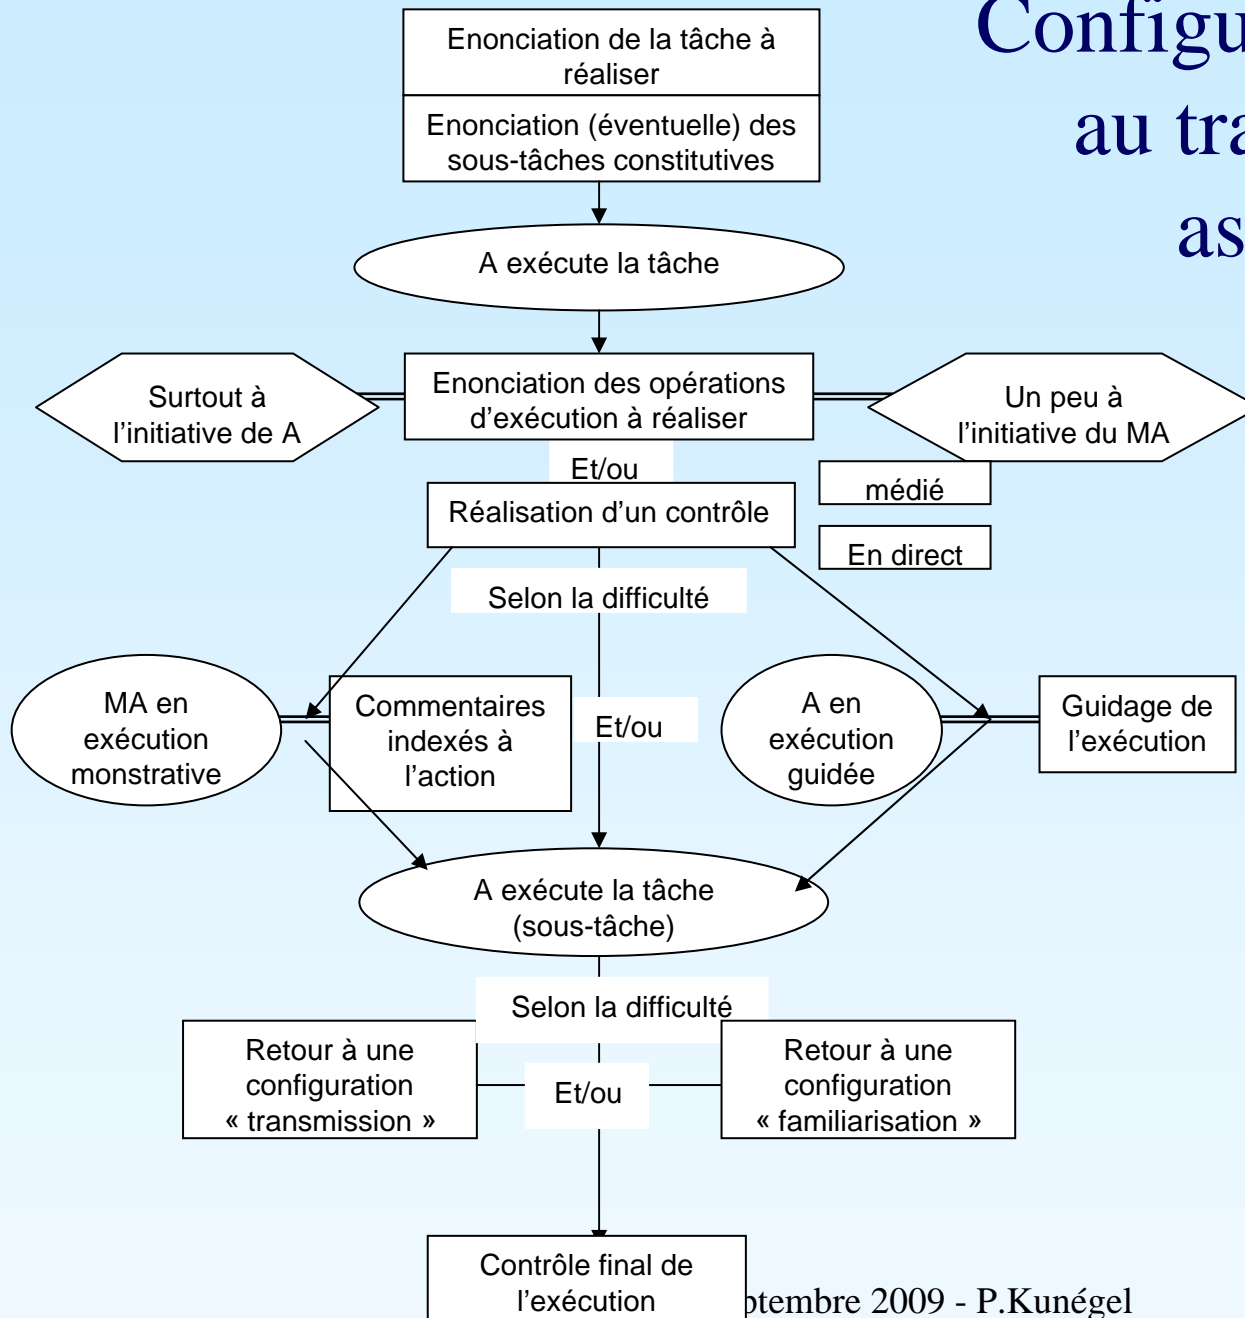 Configu
au tra
as
Enonciation de la tâche à
réaliser
Enonciation (éventuelle) des
sous-tâches constitutives
A exécute la tâche
Surtout à
l'initiative de A
Enonciation des opérations
d'exécution à réaliser
Un peu à
l'initiative du MA
Et/ou
médié
Réalisation d'un contrôle
En direct
Selon la difficulté
MA en
exécution
monstrative
Commentaires
indexés à
l'action
Et/ou
A en
exécution
guidée
Guidage de
l'exécution
A exécute la tâche
(sous-tâche)
Selon la difficulté
Retour à une
configuration
« transmission »
Et/ou
Retour à une
configuration
« familiarisation »
Contrôle final de
l'exécution
ptembre 2009 - P.Kunégel